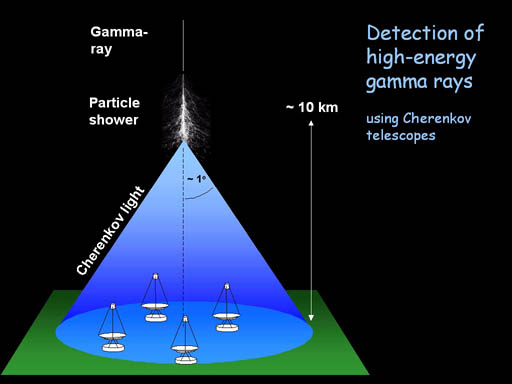 Detection of
high-energy
gamma rays
using Cherenkov
telescopes
Gamma-
ray
Particle
shower
~ 10 km
~ 1°
Cherenkov light